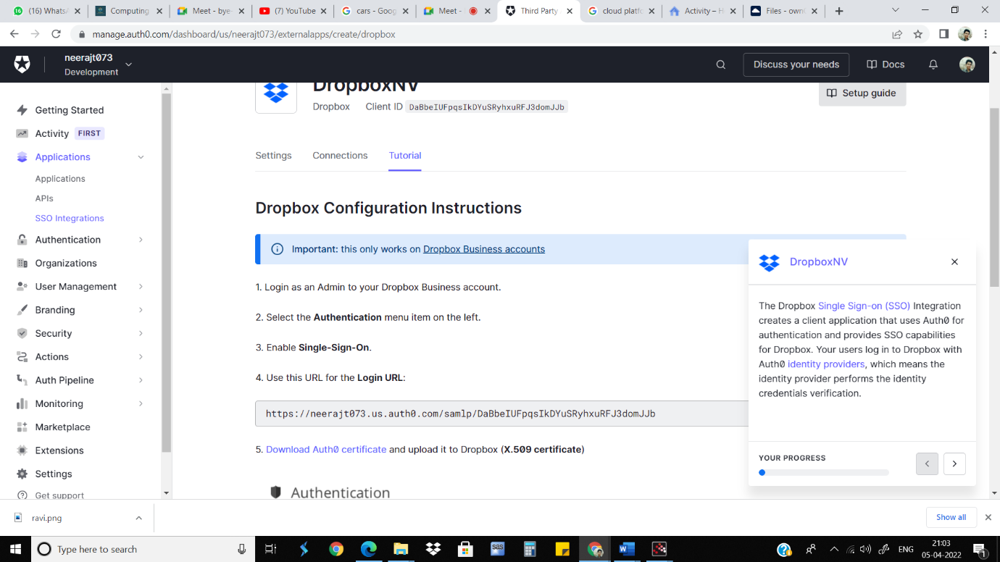 (16) Whats
Computing
Meet - bye-
(7) YouTube
cars - Goog
Meet -
Third Party
cloud platfo
Activity – H
Files - own
manage.auth0.com/dashboard/us/neerajt073/externalapps/create/dropbox
neerajt073
Development
Discuss your needs
Docs
Getting Started
Activity FIRST
Applications
Applications
APIs
SSO Integrations
Authentication
Organizations
User Management
Branding
Security
Actions
Auth Pipeline
Monitoring
Marketplace
Extensions
Settings
Get support
DropboxNV
Dropbox Client ID DaBbeIUFpqsIkDYuSRyhxuRFJ3domJJb
Setup guide
Settings Connections Tutorial
Dropbox Configuration Instructions
Important: this only works on Dropbox Business accounts
1. Login as an Admin to your Dropbox Business account.
2. Select the Authentication menu item on the left.
3. Enable Single-Sign-On.
4. Use this URL for the Login URL:
https://neerajt073.us.auth0.com/samlp/DaBbeIUFpqsIkDYuSRyhxuRFJ3domJJb
5. Download Auth0 certificate and upload it to Dropbox (X.509 certificate)
Authentication
DropboxNV
The Dropbox Single Sign-on (SSO) Integration
creates a client application that uses Auth0 for
authentication and provides SSO capabilities
for Dropbox. Your users log in to Dropbox with
Auth0 identity providers, which means the
identity provider performs the identity
credentials verification.
YOUR PROGRESS
ravi.png
Show all
Type here to search
sas
ENG
21:03
05-04-2022
1